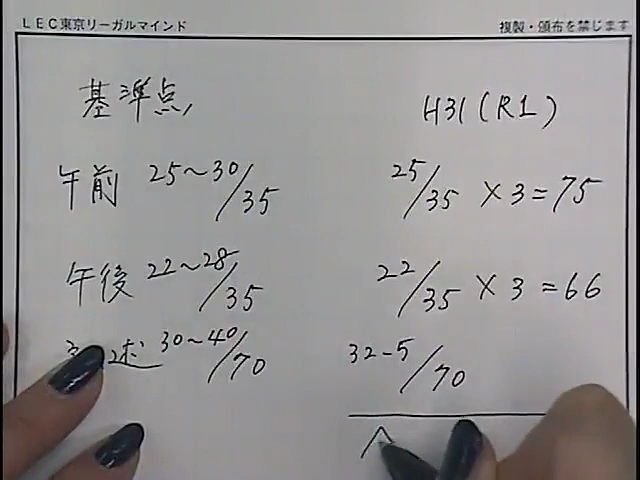 LEC東京リーガルマインド 複製・頒布を禁じます
基準点 H31(R1)
午前 25~30/35 25/35 × 3 = 75
午後 22~28/35 22/35 × 3 = 66
述 30~40/70 32-5/70